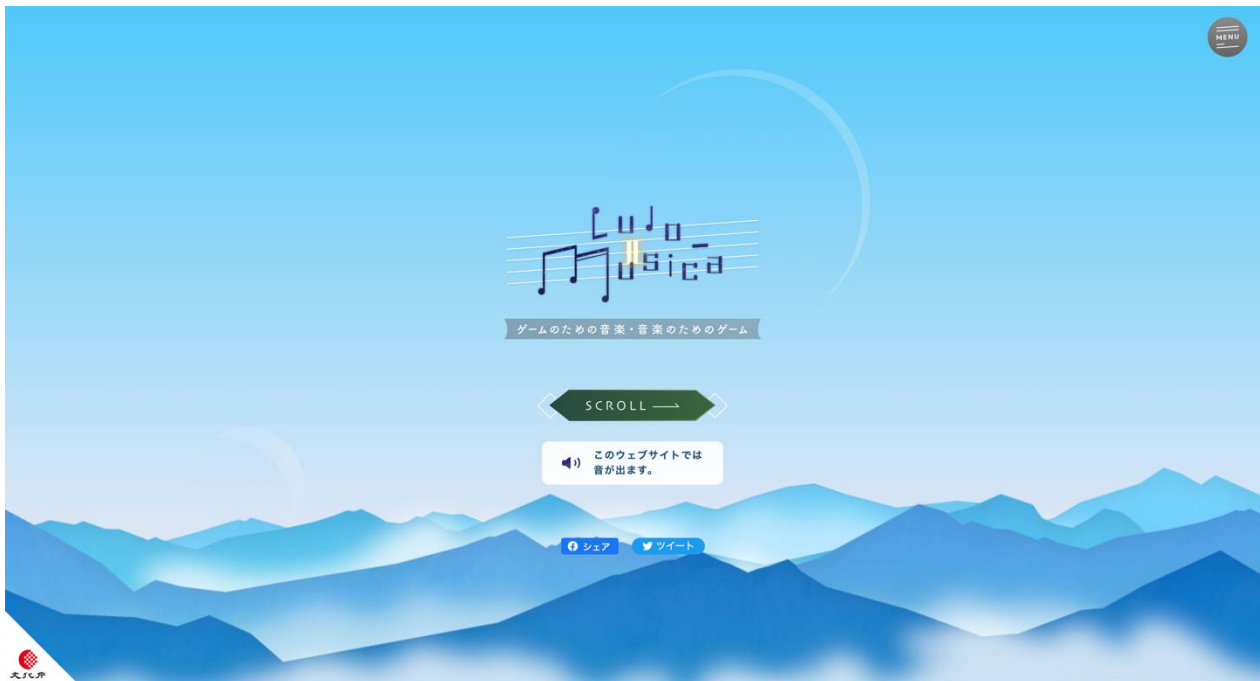 MENU
Ludo-
Musica
II
ゲームのための音楽・音楽のためのゲーム
SCROLL
このウェブサイトでは
音が出ます。
シェア
ツイート
文化庁